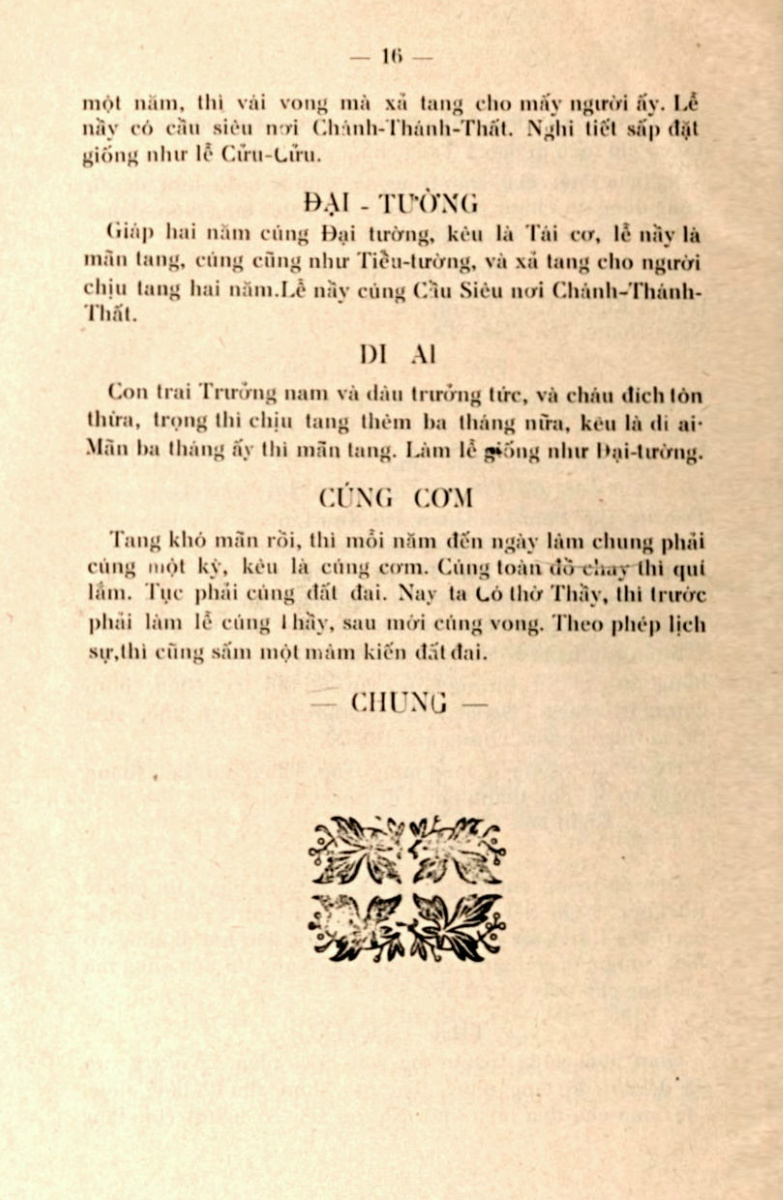 — 16 —
một năm, thì vái vong mà xả tang cho mấy người ấy. Lễ
nầy có cầu siêu nơi Chánh-Thánh-Thất. Nghi tiết sấp đặt
giống như lễ Cửu-Cửu.
ĐẠI - TƯỜNG
Giáp hai năm cúng Đại tường, kêu là Tái cơ, lễ nầy là
mãn tang, cúng cũng như Tiểu-tường, và xả tang cho người
chịu tang hai năm.Lễ nầy cúng Cầu Siêu nơi Chánh-Thánh-
Thất.
DI AI
Con trai Trưởng nam và dâu trưởng tức, và cháu đích tôn
thừa, trọng thì chịu tang thêm ba tháng nữa, kêu là di ai·
Mãn ba tháng ấy thì mãn tang. Làm lễ giống như Đại-tường.
CÚNG CƠM
Tang khó mãn rồi, thì mỗi năm đến ngày lâm chung phải
cúng một kỳ, kêu là cúng cơm. Cúng toàn đồ chay thì quí
lắm. Tục phải cúng đất đai. Nay ta Có thờ Thầy, thì trước
phải làm lễ cúng Thầy, sau mới cúng vong. Theo phép lịch
sự,thì cũng sấm một mâm kiến đất đai.
— CHUNG —